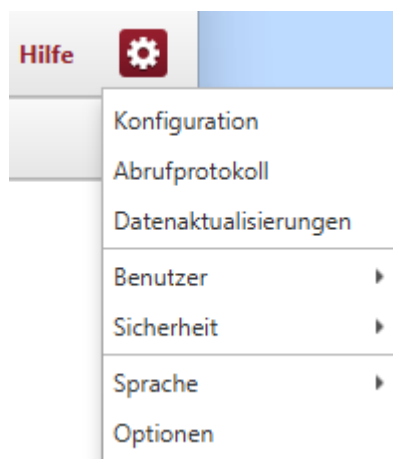 Hilfe
Konfiguration
Abrufprotokoll
Datenaktualisierungen
Benutzer
Sicherheit
Sprache
Optionen